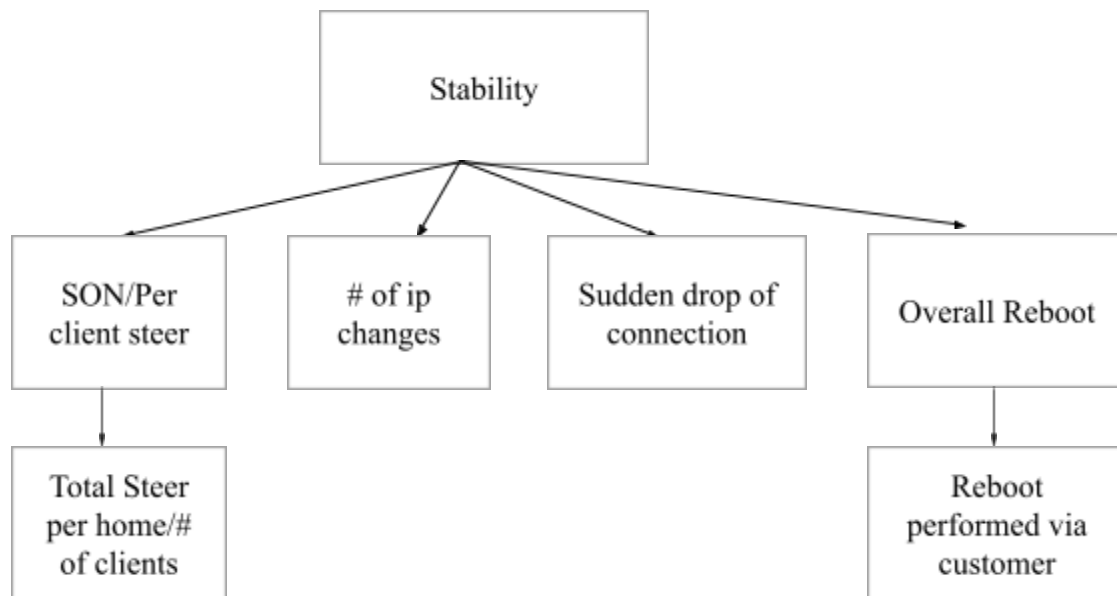 Stability
SON/Per
client steer
# of ip
changes
Sudden drop of
connection
Overall Reboot
Total Steer
per home/#
of clients
Reboot
performed via
customer